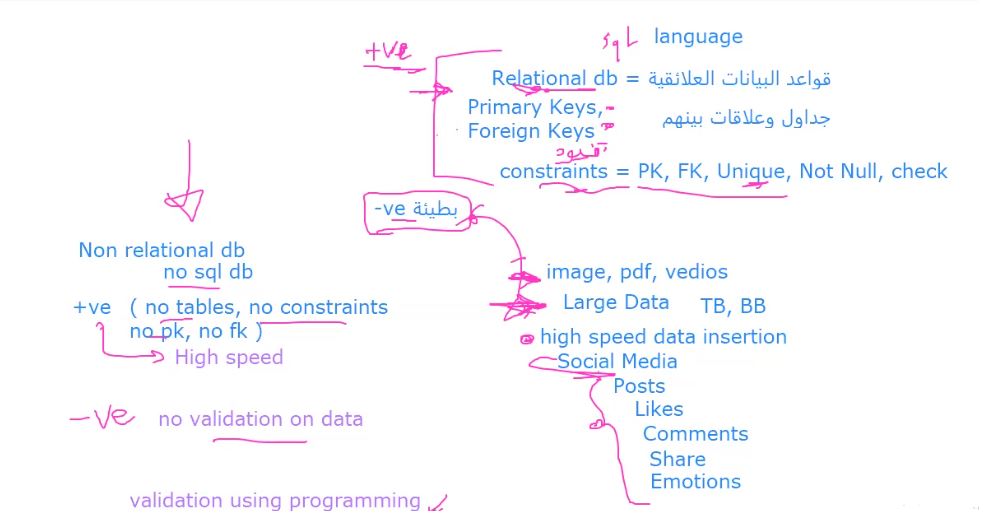 sql language
+ve
Relational db = قواعد البيانات العلائقية
Primary Keys,
Foreign Keys
جداول وعلاقات بينهم
قيود
constraints = PK, FK, Unique, Not Null, check
-ve بطيئة
Non relational db
no sql db
+ve ( no tables, no constraints
no pk, no fk )
High speed
-ve no validation on data
validation using programming
image, pdf, vedios
Large Data TB, BB
high speed data insertion
Social Media
Posts
Likes
Comments
Share
Emotions